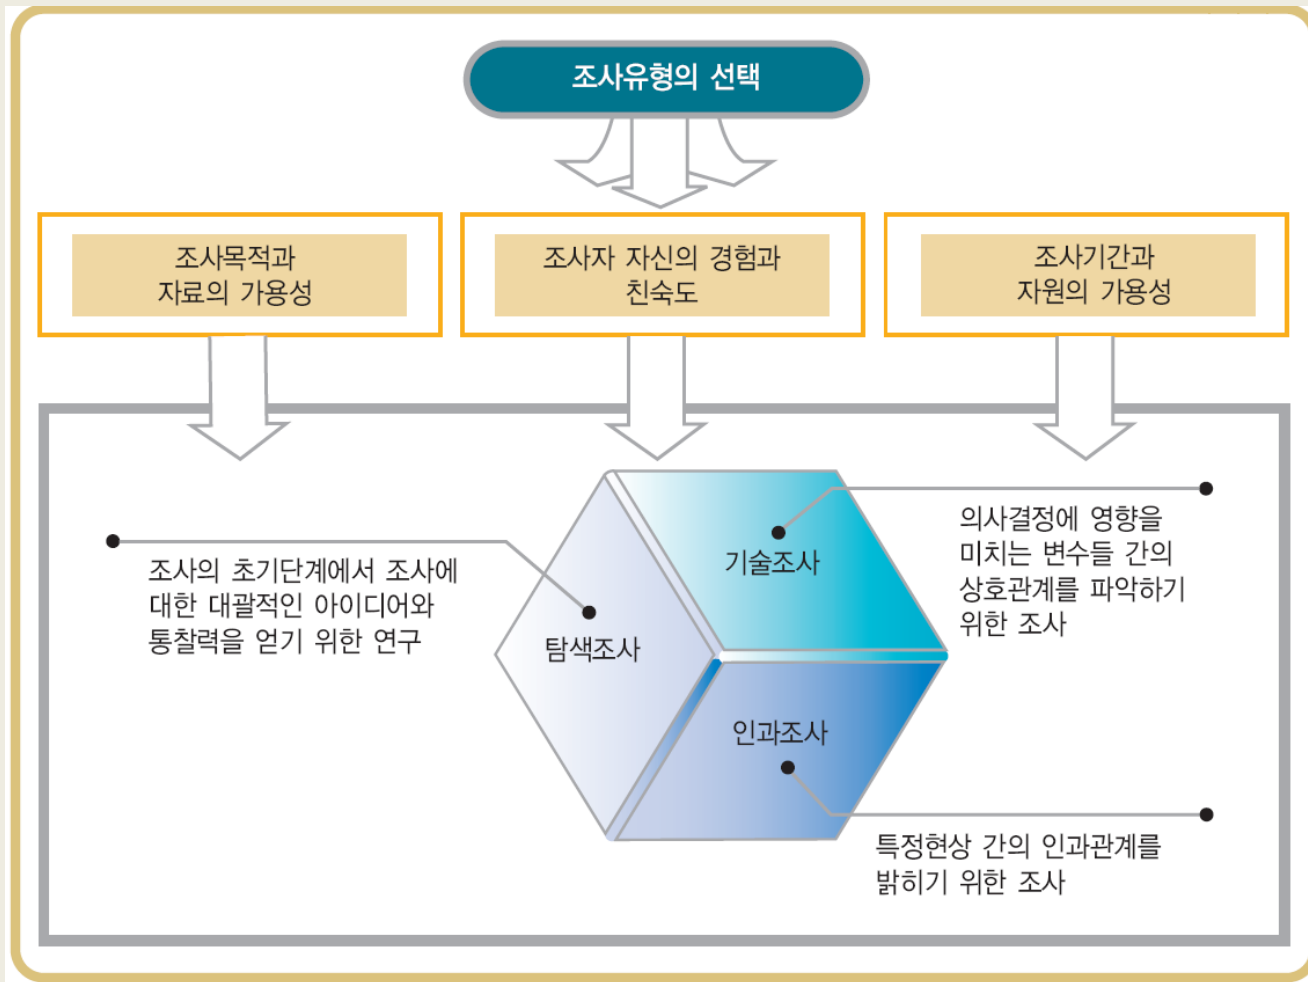 조사유형의 선택
조사목적과
자료의 가용성
조사자 자신의 경험과
친숙도
조사기간과
자원의 가용성
조사의 초기단계에서 조사에
대한 대괄적인 아이디어와
통찰력을 얻기 위한 연구
탐색조사
기술조사
의사결정에 영향을
미치는 변수들 간의
상호관계를 파악하기
위한 조사
인과조사
특정현상 간의 인과관계를
밝히기 위한 조사